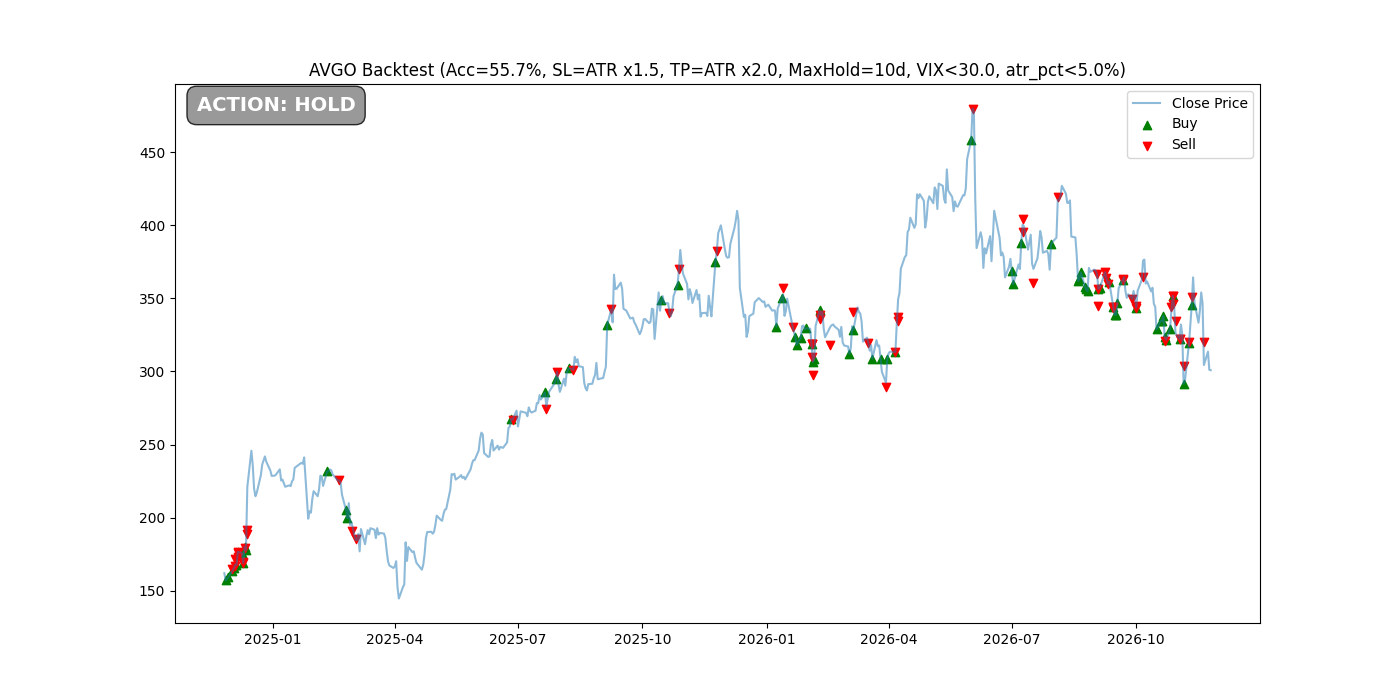 AVGO Backtest (Acc=55.7%, SL=ATR x1.5, TP=ATR x2.0, MaxHold=10d, VIX<30.0, atr_pct<5.0%)
ACTION: HOLD
Close Price
Buy
Sell
450
400
350
300
250
200
150
2025-01 2025-04 2025-07 2025-10 2026-01 2026-04 2026-07 2026-10